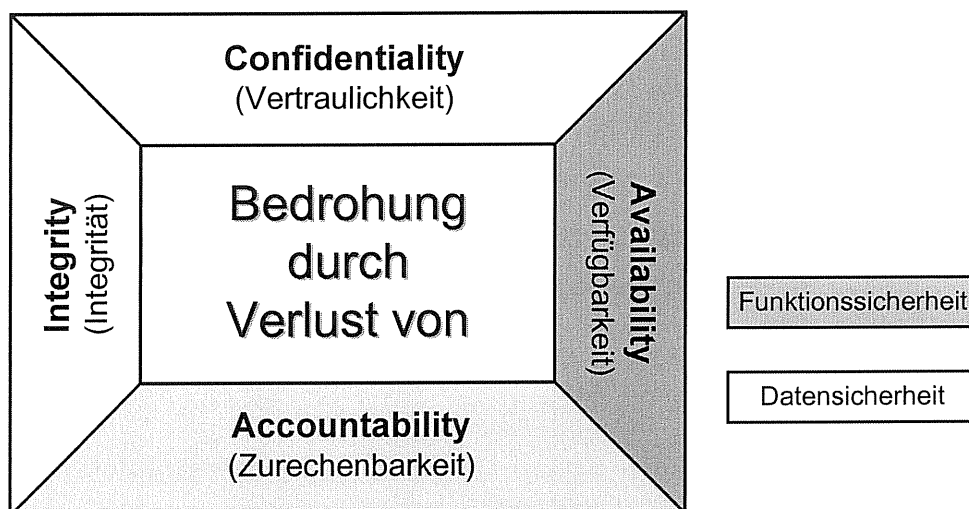 Confidentiality
(Vertraulichkeit)
Integrity
(Integrität)
Bedrohung
durch
Verlust von
Availability
(Verfügbarkeit)
Accountability
(Zurechenbarkeit)
Funktionssicherheit
Datensicherheit